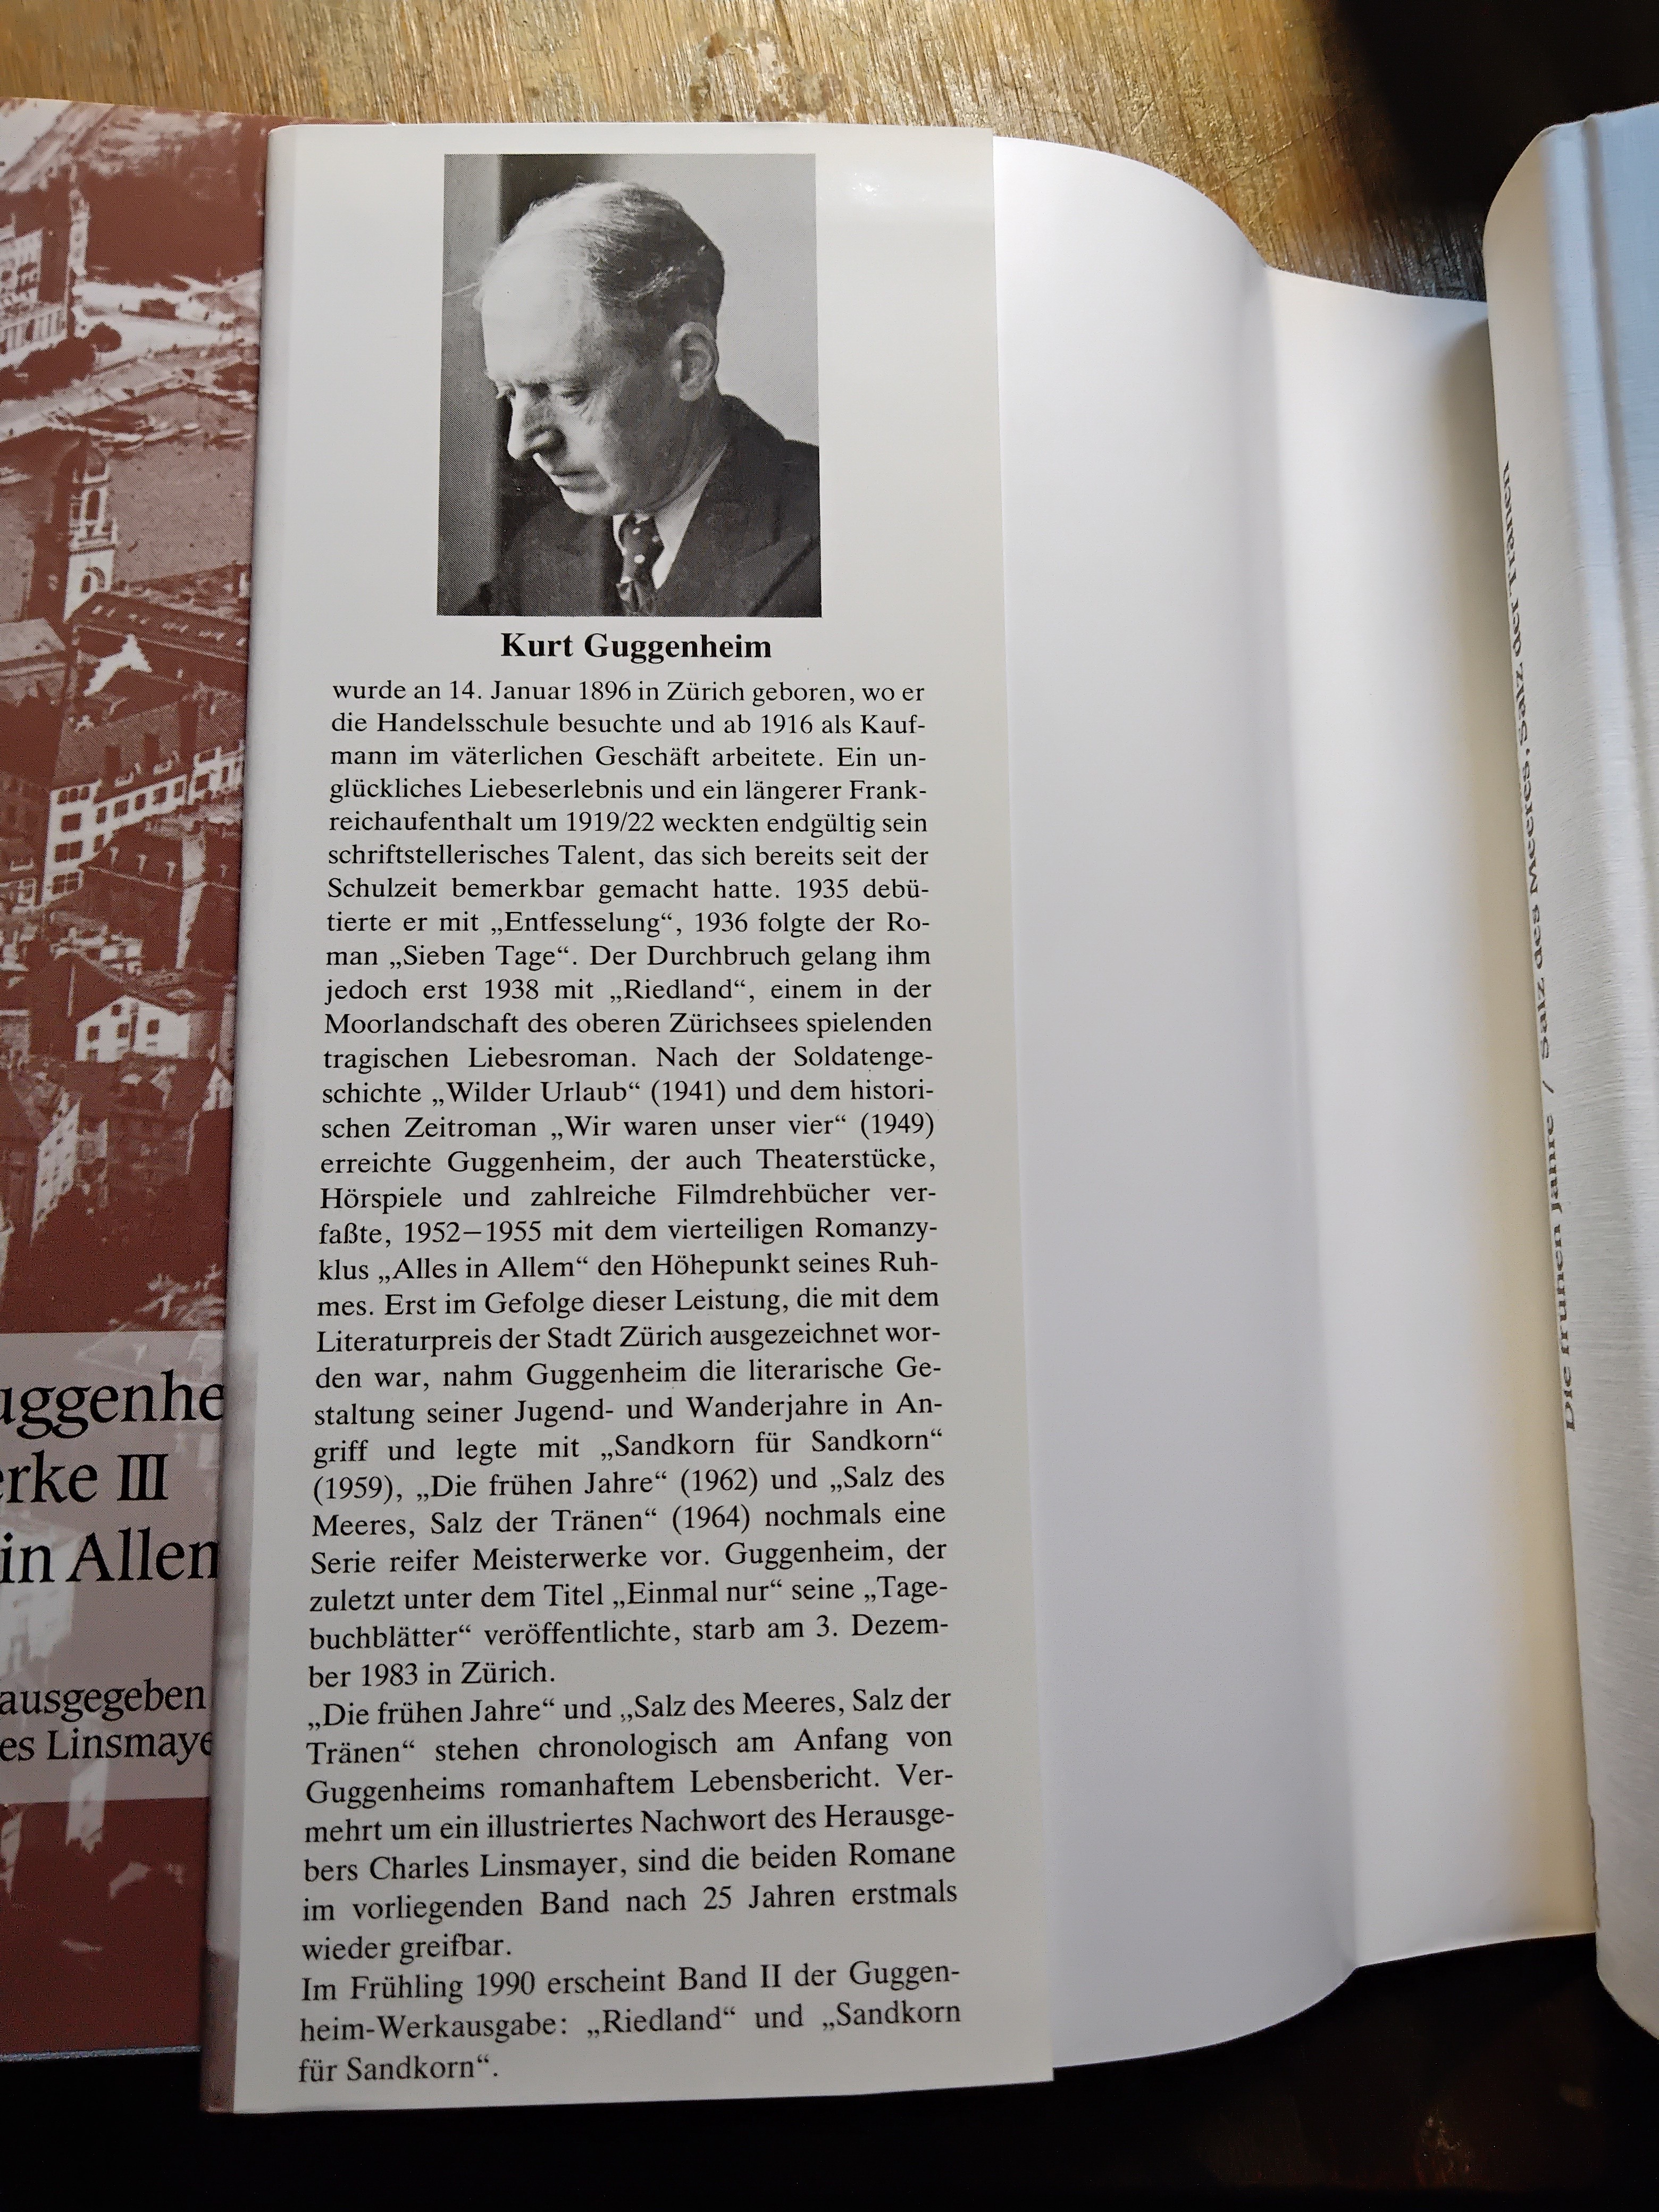 Kurt Guggenheim
wurde an 14. Januar 1896 in Zürich geboren, wo er
die Handelsschule besuchte und ab 1916 als Kauf-
mann im väterlichen Geschäft arbeitete. Ein un-
glückliches Liebeserlebnis und ein längerer Frank-
reichaufenthalt um 1919/22 weckten endgültig sein
schriftstellerisches Talent, das sich bereits seit der
Schulzeit bemerkbar gemacht hatte. 1935 debü-
tierte er mit „Entfesselung“, 1936 folgte der Ro-
man „Sieben Tage“. Der Durchbruch gelang ihm
jedoch erst 1938 mit „Riedland“, einem in der
Moorlandschaft des oberen Zürichsees spielenden
tragischen Liebesroman. Nach der Soldatenge-
schichte „Wilder Urlaub“ (1941) und dem histori-
schen Zeitroman „Wir waren unser vier“ (1949)
erreichte Guggenheim, der auch Theaterstücke,
Hörspiele und zahlreiche Filmdrehbücher ver-
faßte, 1952–1955 mit dem vierteiligen Romanzy-
klus „Alles in Allem“ den Höhepunkt seines Ruh-
mes. Erst im Gefolge dieser Leistung, die mit dem
Literaturpreis der Stadt Zürich ausgezeichnet wor-
den war, nahm Guggenheim die literarische Ge-
staltung seiner Jugend- und Wanderjahre in An-
griff und legte mit „Sandkorn für Sandkorn“
(1959), „Die frühen Jahre“ (1962) und „Salz des
Meeres, Salz der Tränen“ (1964) nochmals eine
Serie reifer Meisterwerke vor. Guggenheim, der
zuletzt unter dem Titel „Einmal nur“ seine „Tage-
buchblätter“ veröffentlichte, starb am 3. Dezem-
ber 1983 in Zürich.
„Die frühen Jahre“ und „Salz des Meeres, Salz der
Tränen“ stehen chronologisch am Anfang von
Guggenheims romanhaftem Lebensbericht. Ver-
mehrt um ein illustriertes Nachwort des Herausge-
bers Charles Linsmayer, sind die beiden Romane
im vorliegenden Band nach 25 Jahren erstmals
wieder greifbar.
Im Frühling 1990 erscheint Band II der Guggen-
heim-Werkausgabe: „Riedland“ und „Sandkorn
für Sandkorn“.
uggenhe
erke III
in Allen
ausgegeben
es Linsmaye
Die frühen Jahre / Salz des Meeres, Salz der Tränen